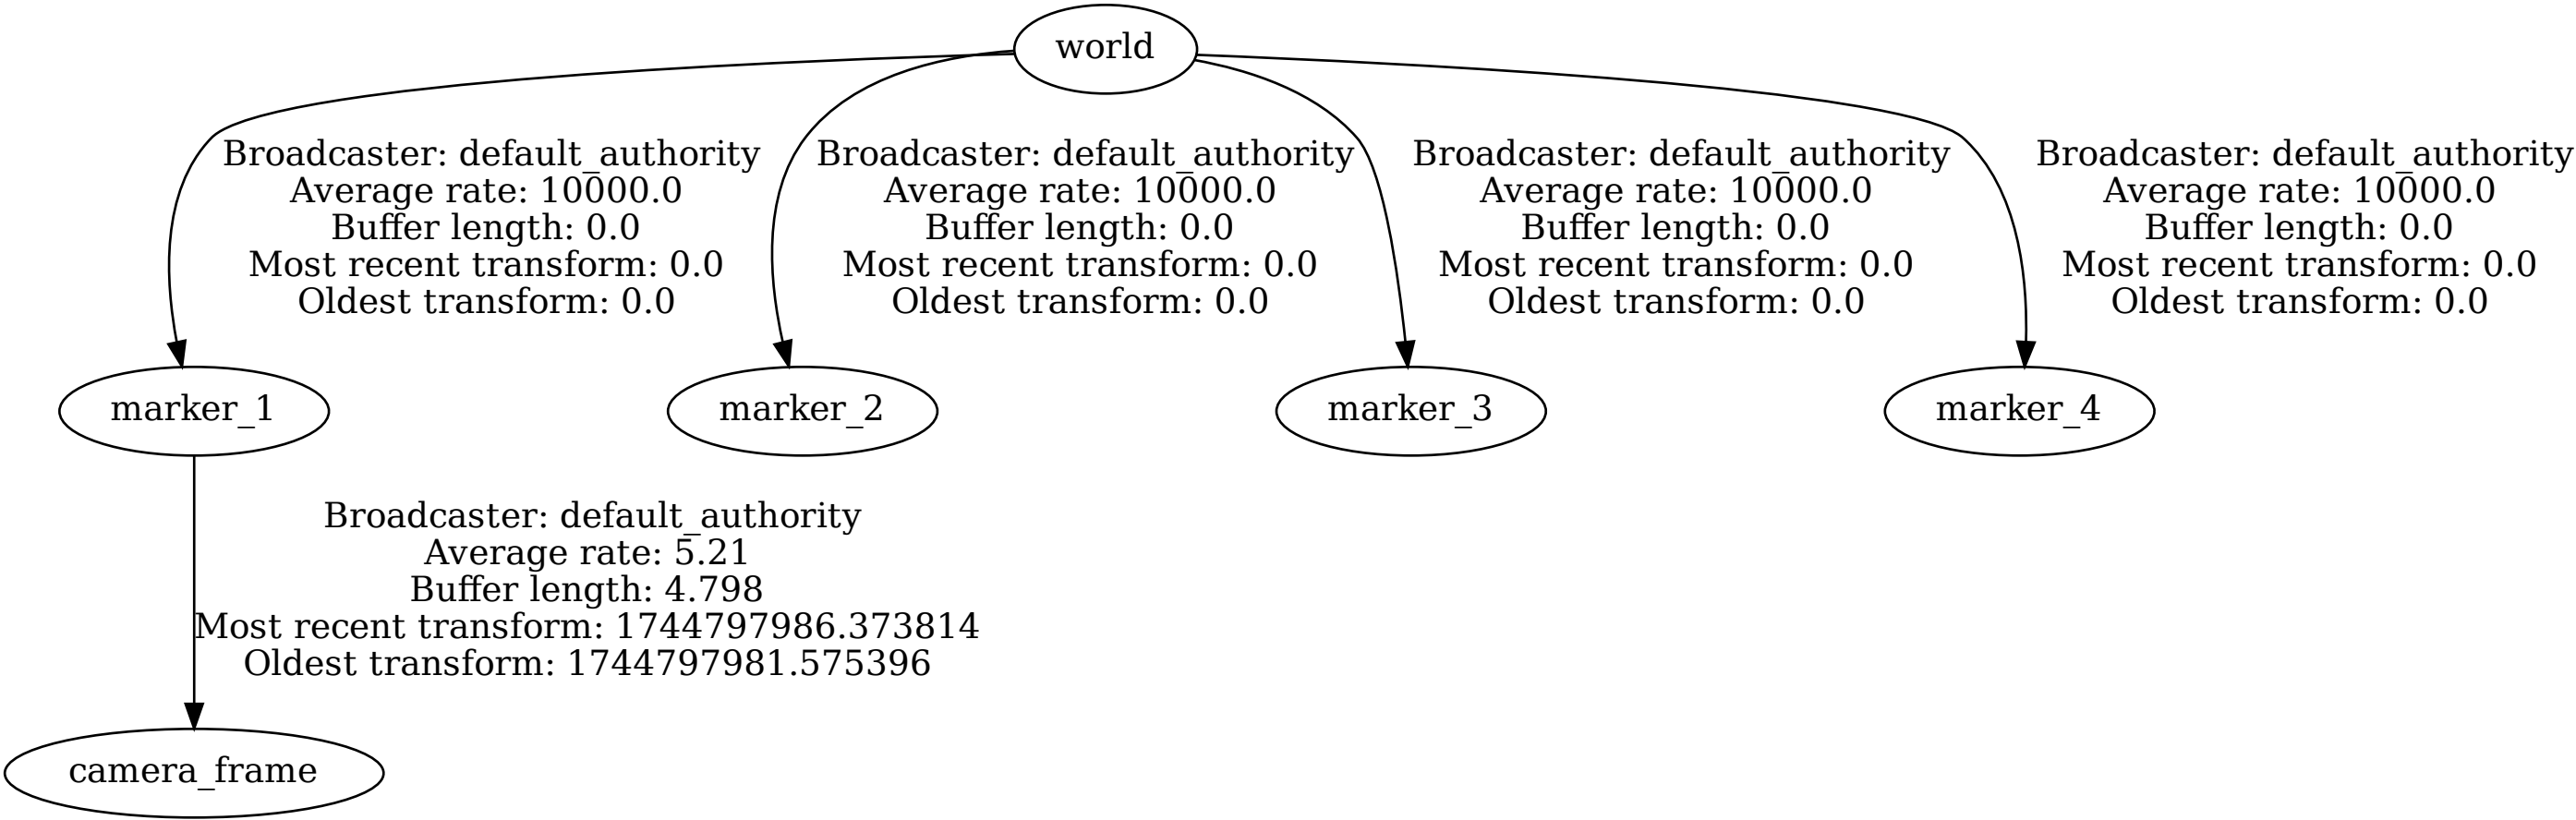 world
Broadcaster: default_authority
Average rate: 10000.0
Buffer length: 0.0
Most recent transform: 0.0
Oldest transform: 0.0
Broadcaster: default_authority
Average rate: 10000.0
Buffer length: 0.0
Most recent transform: 0.0
Oldest transform: 0.0
Broadcaster: default_authority
Average rate: 10000.0
Buffer length: 0.0
Most recent transform: 0.0
Oldest transform: 0.0
Broadcaster: default_authority
Average rate: 10000.0
Buffer length: 0.0
Most recent transform: 0.0
Oldest transform: 0.0
marker_1
marker_2
marker_3
marker_4
Broadcaster: default_authority
Average rate: 5.21
Buffer length: 4.798
Most recent transform: 1744797986.373814
Oldest transform: 1744797981.575396
camera_frame